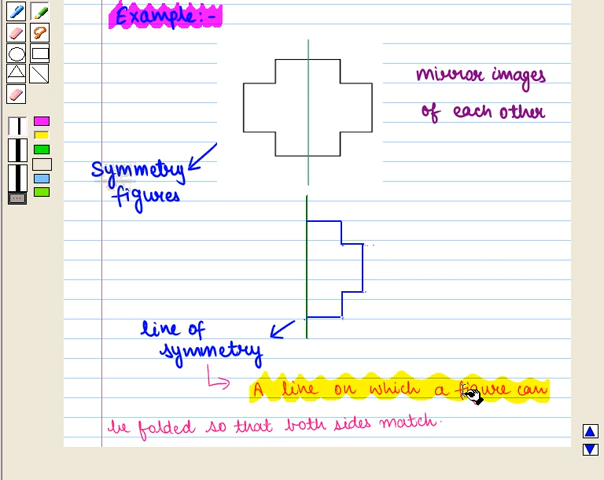 Example:-
mirror images
of each other
Symmetry
figures
line of
symmetry
A line on which a figure can
be folded so that both sides match.